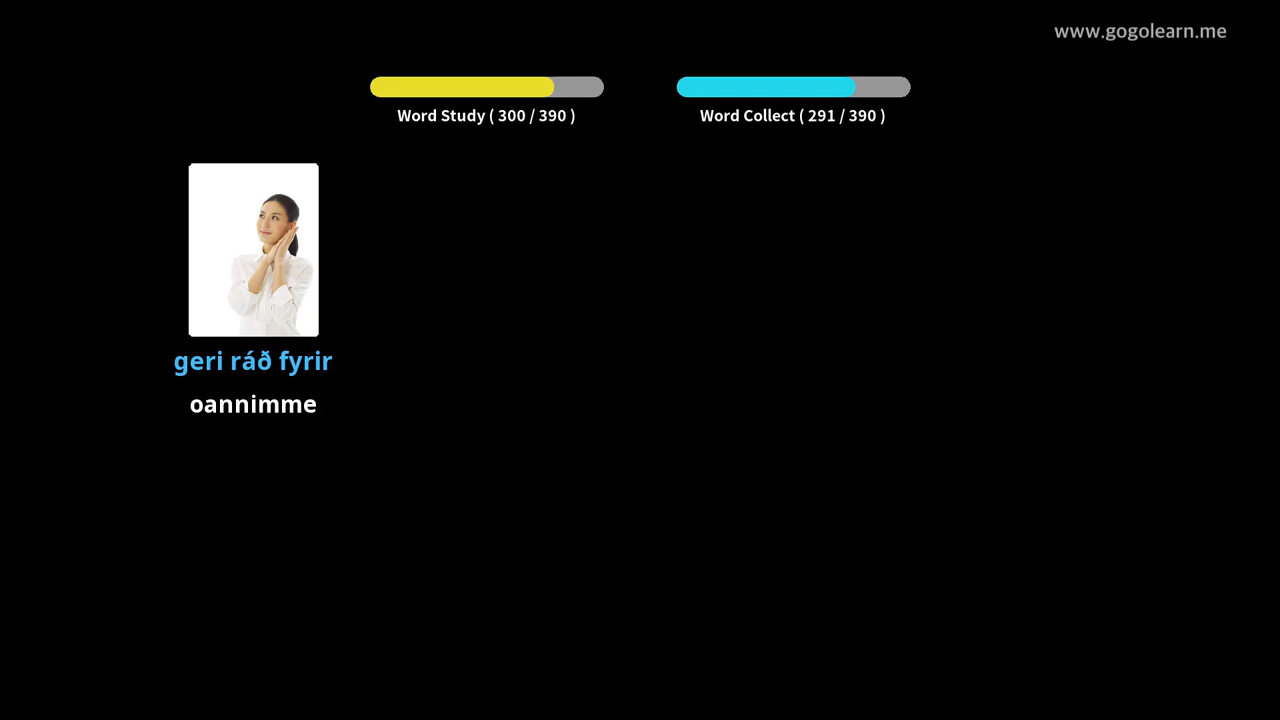 www.gogolearn.me
Word Study ( 300 / 390 )
Word Collect ( 291 / 390 )
geri ráð fyrir
oannimme